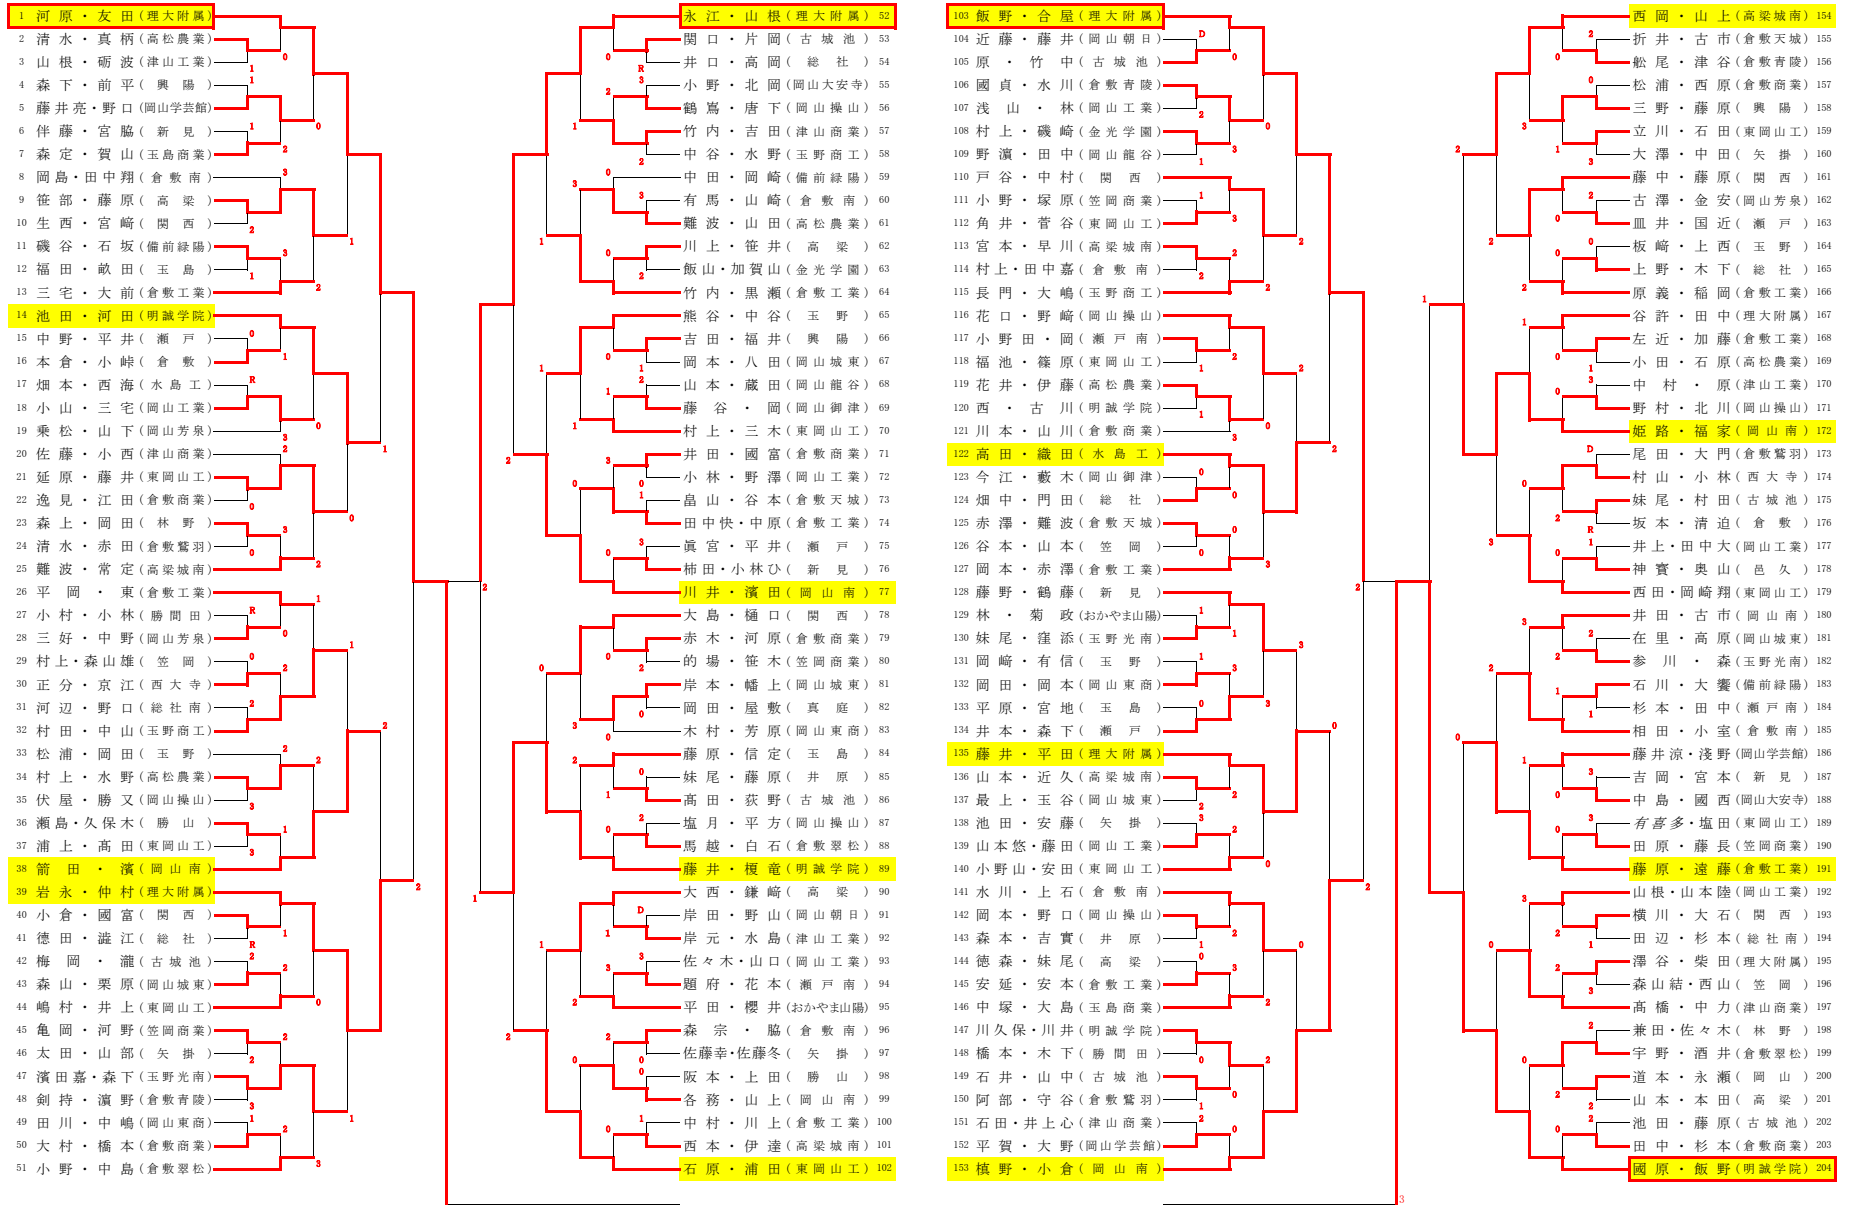 1 河原・友田(理大附属)
2 清水・真柄(高松農業)
3 山根・砺波(津山工業)
4 森下・前平(興陽)
5 藤井亮・野口(岡山学芸館)
6 伴藤・宮脇(新見)
7 森定・賀山(玉島商業)
8 岡島・田中翔(倉敷南)
9 笹部・藤原(高梁)
10 生西・宮﨑(関西)
11 磯谷・石坂(備前緑陽)
12 福田・畝田(玉島)
13 三宅・大前(倉敷工業)
14 池田・河田(明誠学院)
15 中野・平井(瀬戸)
16 本倉・小峠(倉敷)
17 畑本・西海(水島工)
18 小山・三宅(岡山工業)
19 乗松・山下(岡山芳泉)
20 佐藤・小西(津山商業)
21 延原・藤井(東岡山工)
22 逸見・江田(倉敷商業)
23 森上・岡田(林野)
24 清水・赤田(倉敷鷲羽)
25 難波・常定(高梁城南)
26 平岡・東(倉敷工業)
27 小村・小林(勝間田)
28 三好・中野(岡山芳泉)
29 村上・森山雄(笠岡)
30 正分・京江(西大寺)
31 河辺・野口(総社南)
32 村田・中山(玉野商工)
33 松浦・岡田(玉野)
34 村上・水野(高松農業)
35 伏屋・勝又(岡山操山)
36 瀬島・久保木(勝山)
37 浦上・髙田(東岡山工)
38 箭田・濱(岡山南)
39 岩永・仲村(理大附属)
40 小倉・國富(関西)
41 德田・澁江(総社)
42 梅岡・瀧(古城池)
43 森山・栗原(岡山城東)
44 嶋村・井上(東岡山工)
45 亀岡・河野(笠岡商業)
46 太田・山部(矢掛)
47 濱田嘉・森下(玉野光南)
48 剣持・濵野(倉敷青陵)
49 田川・中嶋(岡山東商)
50 大村・橋本(倉敷商業)
51 小野・中島(倉敷翠松)
永江・山根(理大附属) 52
関口・片岡(古城池) 53
井口・高岡(総社) 54
小野・北岡(岡山大安寺) 55
鶴嶌・唐下(岡山操山) 56
竹内・吉田(津山商業) 57
中谷・水野(玉野商工) 58
中田・岡崎(備前緑陽) 59
有馬・山崎(倉敷南) 60
難波・山田(高松農業) 61
川上・笹井(高梁) 62
飯山・加賀山(金光学園) 63
竹内・黒瀬(倉敷工業) 64
熊谷・中谷(玉野) 65
吉田・福井(興陽) 66
岡本・八田(岡山城東) 67
山本・蔵田(岡山龍谷) 68
藤谷・岡(岡山御津) 69
村上・三木(東岡山工) 70
井田・國富(倉敷商業) 71
小林・野澤(岡山工業) 72
畠山・谷本(倉敷天城) 73
田中快・中原(倉敷工業) 74
眞宮・平井(瀬戸) 75
柿田・小林ひ(新見) 76
川井・濱田(岡山南) 77
大島・樋口(関西) 78
赤木・河原(倉敷商業) 79
的場・笹木(笠岡商業) 80
岸本・幡上(岡山城東) 81
岡田・屋敷(真庭) 82
木村・芳原(岡山東商) 83
藤原・信定(玉島) 84
妹尾・藤原(井原) 85
髙田・荻野(古城池) 86
塩月・平方(岡山操山) 87
馬越・白石(倉敷翠松) 88
藤井・榎竜(明誠学院) 89
大西・鎌﨑(高梁) 90
岸田・野山(岡山朝日) 91
岸元・水島(津山工業) 92
佐々木・山口(岡山工業) 93
題府・花本(瀬戸南) 94
平田・櫻井(おかやま山陽) 95
森宗・脇(倉敷南) 96
佐藤幸・佐藤冬(矢掛) 97
阪本・上田(勝山) 98
各務・山上(岡山南) 99
中村・川上(倉敷工業) 100
西本・伊達(高梁城南) 101
石原・浦田(東岡山工) 102
103 飯野・合屋(理大附属)
104 近藤・藤井(岡山朝日)
105 原・竹中(古城池)
106 國貞・水川(倉敷青陵)
107 浅山・林(岡山工業)
108 村上・磯崎(金光学園)
109 野濵・田中(岡山龍谷)
110 戸谷・中村(関西)
111 小野・塚原(笠岡商業)
112 角井・菅谷(東岡山工)
113 宮本・早川(高梁城南)
114 村上・田中嘉(倉敷南)
115 長門・大嶋(玉野商工)
116 花口・野﨑(岡山操山)
117 小野田・岡(瀬戸南)
118 福池・篠原(東岡山工)
119 花井・伊藤(高松農業)
120 西・古川(明誠学院)
121 川本・山川(倉敷商業)
122 高田・織田(水島工)
123 今江・藪木(岡山御津)
124 畑中・門田(総社)
125 赤澤・難波(倉敷天城)
126 谷本・山本(笠岡)
127 岡本・赤澤(倉敷工業)
128 藤野・鶴藤(新見)
129 林・菊政(おかやま山陽)
130 妹尾・窪添(玉野光南)
131 岡﨑・有信(玉野)
132 岡田・岡本(岡山東商)
133 平原・宮地(玉島)
134 井本・森下(瀬戸)
135 藤井・平田(理大附属)
136 山本・近久(高梁城南)
137 最上・玉谷(岡山城東)
138 池田・安藤(矢掛)
139 山本悠・藤田(岡山工業)
140 小野山・安田(東岡山工)
141 水川・上石(倉敷南)
142 岡本・野口(岡山操山)
143 森本・吉實(井原)
144 徳森・妹尾(高梁)
145 安延・安本(倉敷工業)
146 中塚・大島(玉島商業)
147 川久保・川井(明誠学院)
148 橋本・木下(勝間田)
149 石井・山中(古城池)
150 阿部・守谷(倉敷鷲羽)
151 石田・井上心(津山商業)
152 平賀・大野(岡山学芸館)
153 槙野・小倉(岡山南)
西岡・山上(高梁城南) 154
折井・古市(倉敷天城) 155
舩尾・津谷(倉敷青陵) 156
松浦・西原(倉敷商業) 157
三野・藤原(興陽) 158
立川・石田(東岡山工) 159
大澤・中田(矢掛) 160
藤中・藤原(関西) 161
古澤・金安(岡山芳泉) 162
皿井・国近(瀬戸) 163
板﨑・上西(玉野) 164
上野・木下(総社) 165
原義・稲岡(倉敷工業) 166
谷許・田中(理大附属) 167
左近・加藤(倉敷工業) 168
小田・石原(高松農業) 169
中村・原(津山工業) 170
野村・北川(岡山操山) 171
姫路・福家(岡山南) 172
尾田・大門(倉敷鷲羽) 173
村山・小林(西大寺) 174
妹尾・村田(古城池) 175
坂本・清迫(倉敷) 176
井上・田中大(岡山工業) 177
神寶・奥山(邑久) 178
西田・岡崎翔(東岡山工) 179
井田・古市(岡山南) 180
在里・高原(岡山城東) 181
参川・森(玉野光南) 182
石川・大饗(備前緑陽) 183
杉本・田中(瀬戸南) 184
相田・小室(倉敷南) 185
藤井涼・淺野(岡山学芸館) 186
吉岡・宮本(新見) 187
中島・國西(岡山大安寺) 188
有喜多・塩田(東岡山工) 189
田原・藤長(笠岡商業) 190
藤原・遠藤(倉敷工業) 191
山根・山本陸(岡山工業) 192
横川・大石(関西) 193
田辺・杉本(総社南) 194
澤谷・柴田(理大附属) 195
森山結・西山(笠岡) 196
髙橋・中力(津山商業) 197
兼田・佐々木(林野) 198
宇野・酒井(倉敷翠松) 199
道本・永瀬(岡山) 200
山本・本田(高梁) 201
池田・藤原(古城池) 202
田中・杉本(倉敷商業) 203
國原・飯野(明誠学院) 204
3